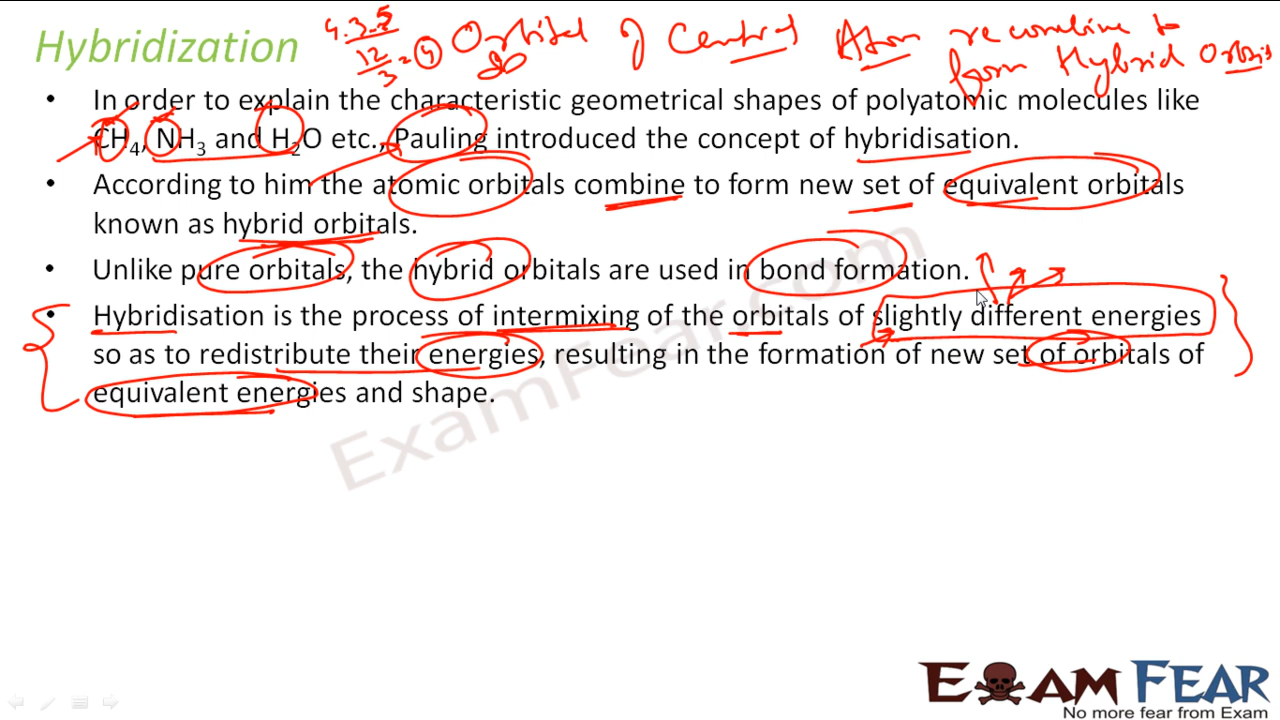 Hybridization
4.3.5
12/3 = 4
Orbital of Central Atom recombine to
form Hybrid Orbit
• In order to explain the characteristic geometrical shapes of polyatomic molecules like
CH₄, NH₃ and H₂O etc., Pauling introduced the concept of hybridisation.
• According to him the atomic orbitals combine to form new set of equivalent orbitals
known as hybrid orbitals.
• Unlike pure orbitals, the hybrid orbitals are used in bond formation.
• Hybridisation is the process of intermixing of the orbitals of slightly different energies
so as to redistribute their energies, resulting in the formation of new set of orbitals of
equivalent energies and shape.
ExamFear.com
EXAM FEAR
No more fear from Exam